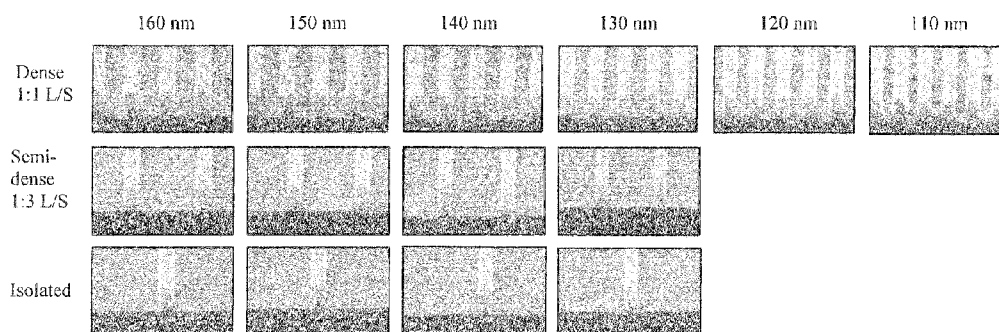 160 nm 150 nm 140 nm 130 nm 120 nm 110 nm
Dense
1:1 L/S
Semi-
dense
1:3 L/S
Isolated